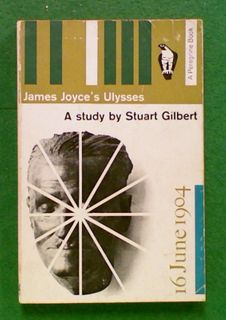 James Joyce's Ulysses
A study by Stuart Gilbert
A Peregrine Book
16 June 1904